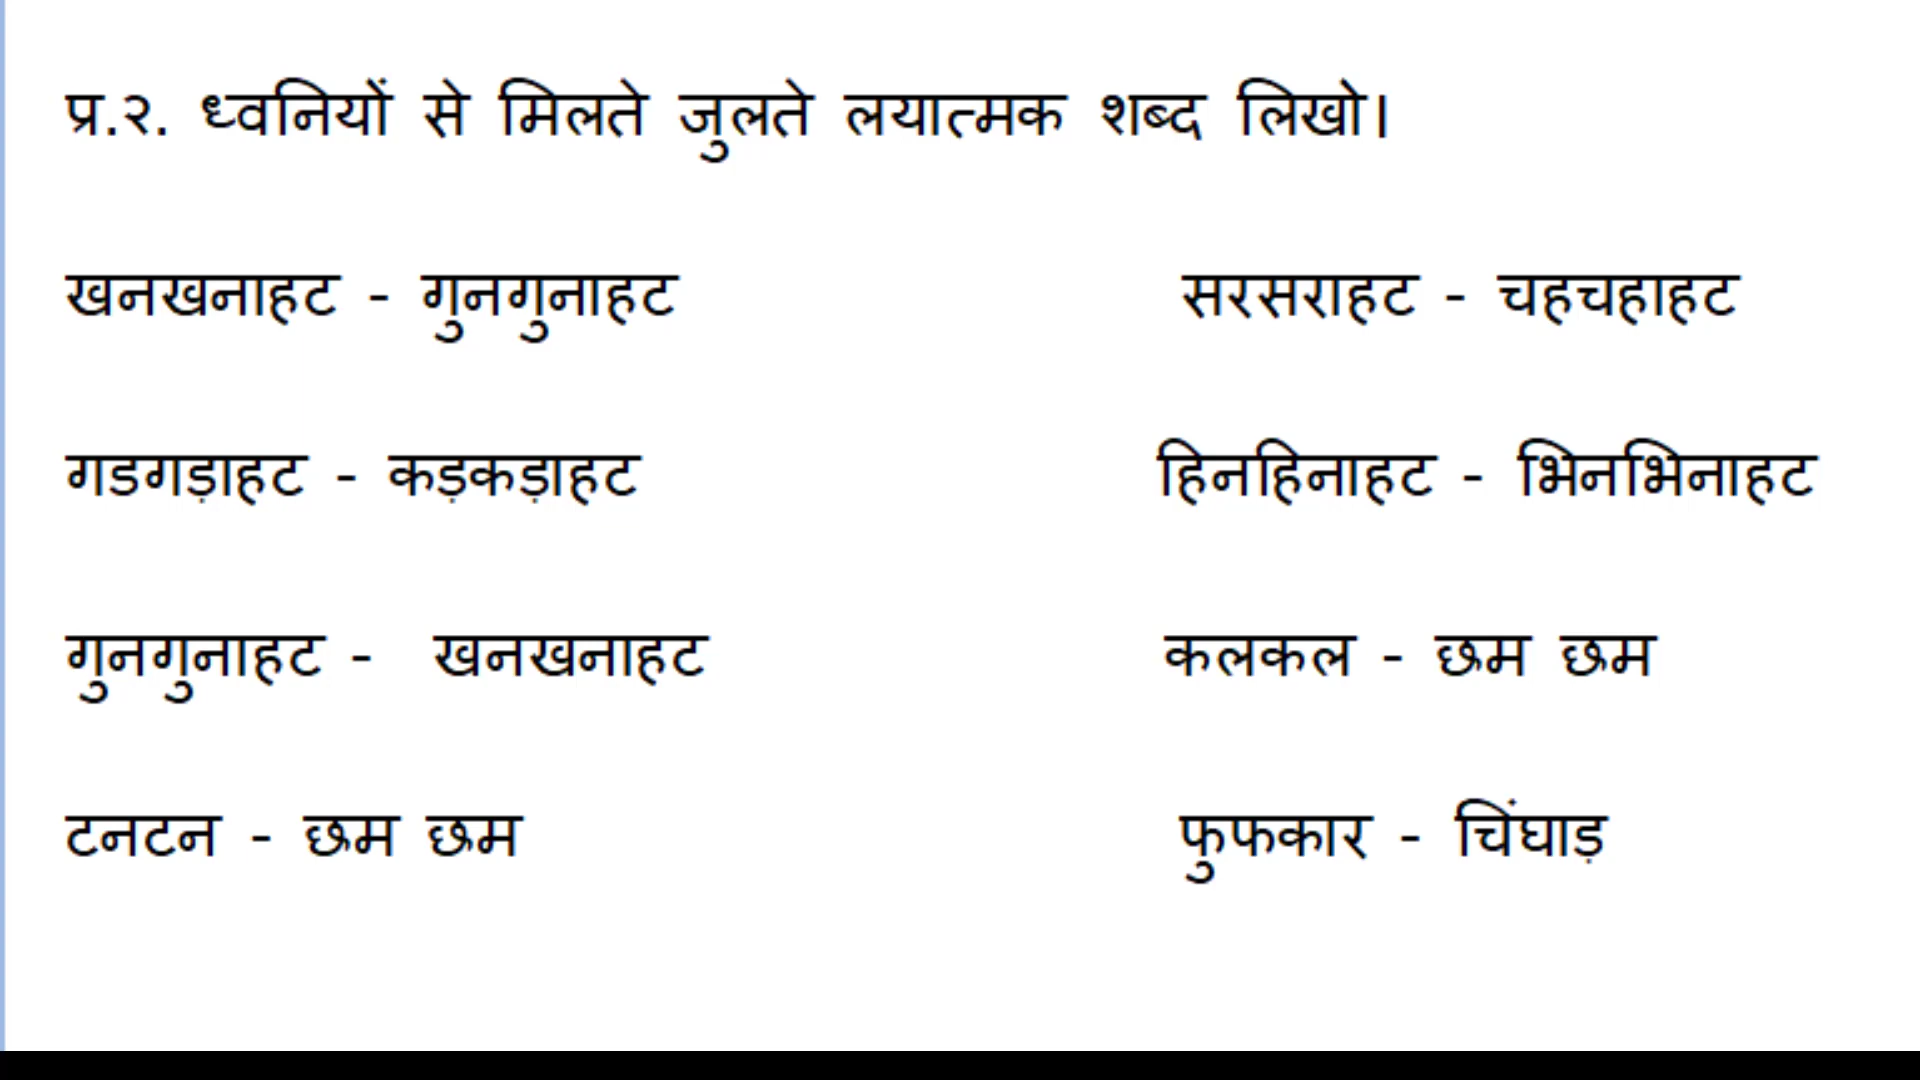 प्र.२. ध्वनियों से मिलते जुलते लयात्मक शब्द लिखो।
खनखनाहट - गुनगुनाहट सरसराहट - चहचहाहट
गडगड़ाहट - कड़कड़ाहट हिनहिनाहट - भिनभिनाहट
गुनगुनाहट - खनखनाहट कलकल - छम छम
टनटन - छम छम फुफकार - चिंघाड़